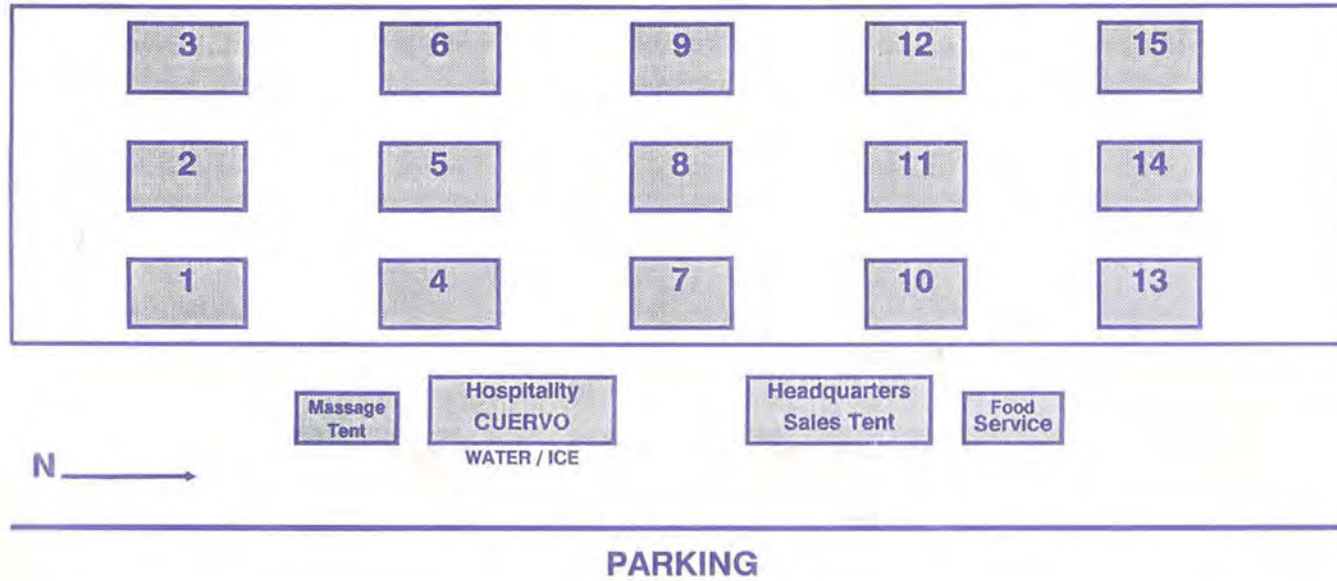 3 6 9 12 15
2 5 8 11 14
1 4 7 10 13
Massage
Tent
Hospitality
CUERVO
WATER / ICE
Headquarters
Sales Tent
Food
Service
N
PARKING